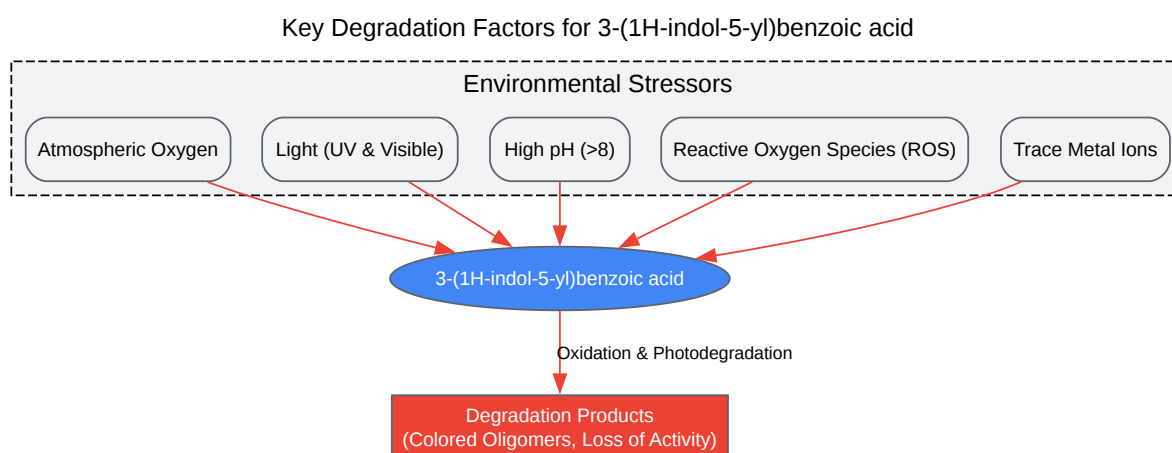 Key Degradation Factors for 3-(1H-indol-5-yl)benzoic acid
Environmental Stressors
Atmospheric Oxygen
Light (UV & Visible)
High pH (>8)
Reactive Oxygen Species (ROS)
Trace Metal Ions
3-(1H-indol-5-yl)benzoic acid
Oxidation & Photodegradation
Degradation Products
(Colored Oligomers, Loss of Activity)